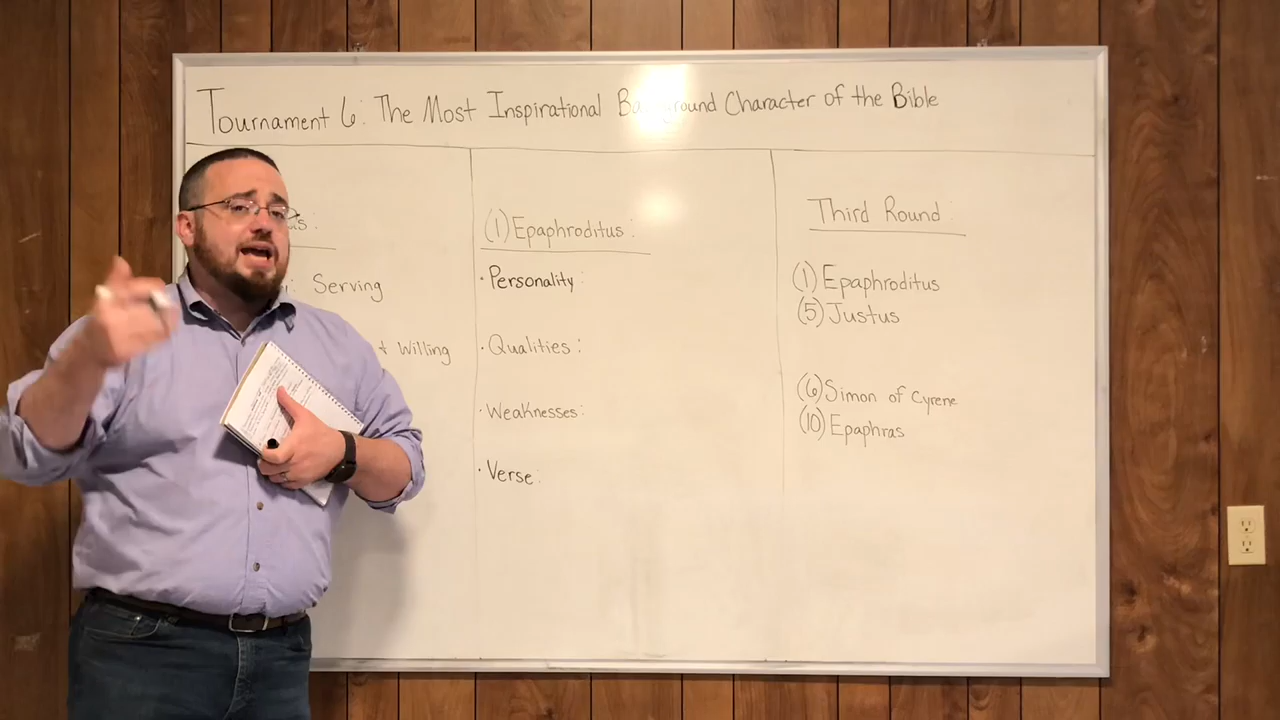 Tournament 6: The Most Inspirational Background Character of the Bible
us:
Serving
+ Willing
(1) Epaphroditus:
• Personality:
• Qualities:
• Weaknesses:
• Verse:
Third Round:
(1) Epaphroditus
(5) Justus
(6) Simon of Cyrene
(10) Epaphras